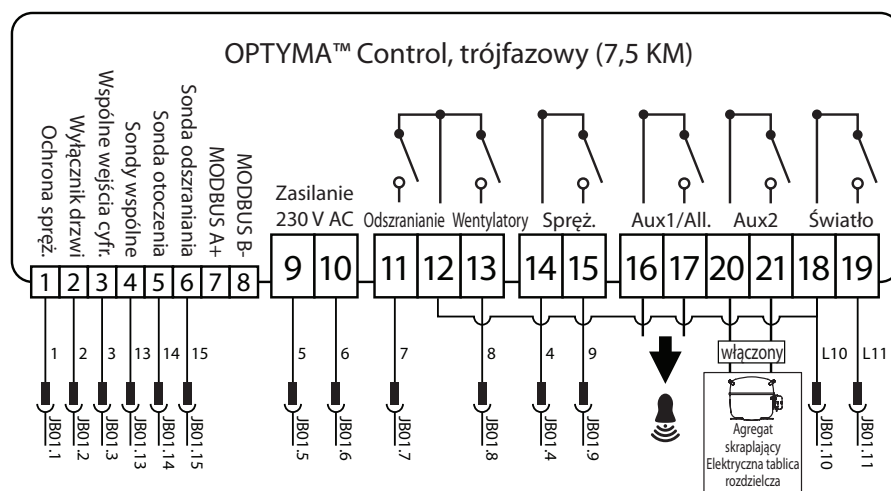 OPTYMA™ Control, trójfazowy (7,5 KM)
Ochrona spręż.
Wyłącznik drzwi
Wspólne wejścia cyfr.
Sondy wspólne
Sonda otoczenia
Sonda odszraniania
MODBUS A+
MODBUS B-
Zasilanie
230 V AC
Odszranianie
Wentylatory
Spręż.
Aux1/All.
Aux2
Światło
1 2 3 4 5 6 7 8
9 10
11 12 13
14 15
16 17 20 21 18 19
1 2 3 13 14 15
5 6
7 8
4 9
włączony
L10 L11
JB01.1
JB01.2
JB01.3
JB01.13
JB01.14
JB01.15
JB01.5
JB01.6
JB01.7
JB01.8
JB01.4
JB01.9
Agregat
skraplający
Elektryczna tablica
rozdzielcza
JB01.10
JB01.11